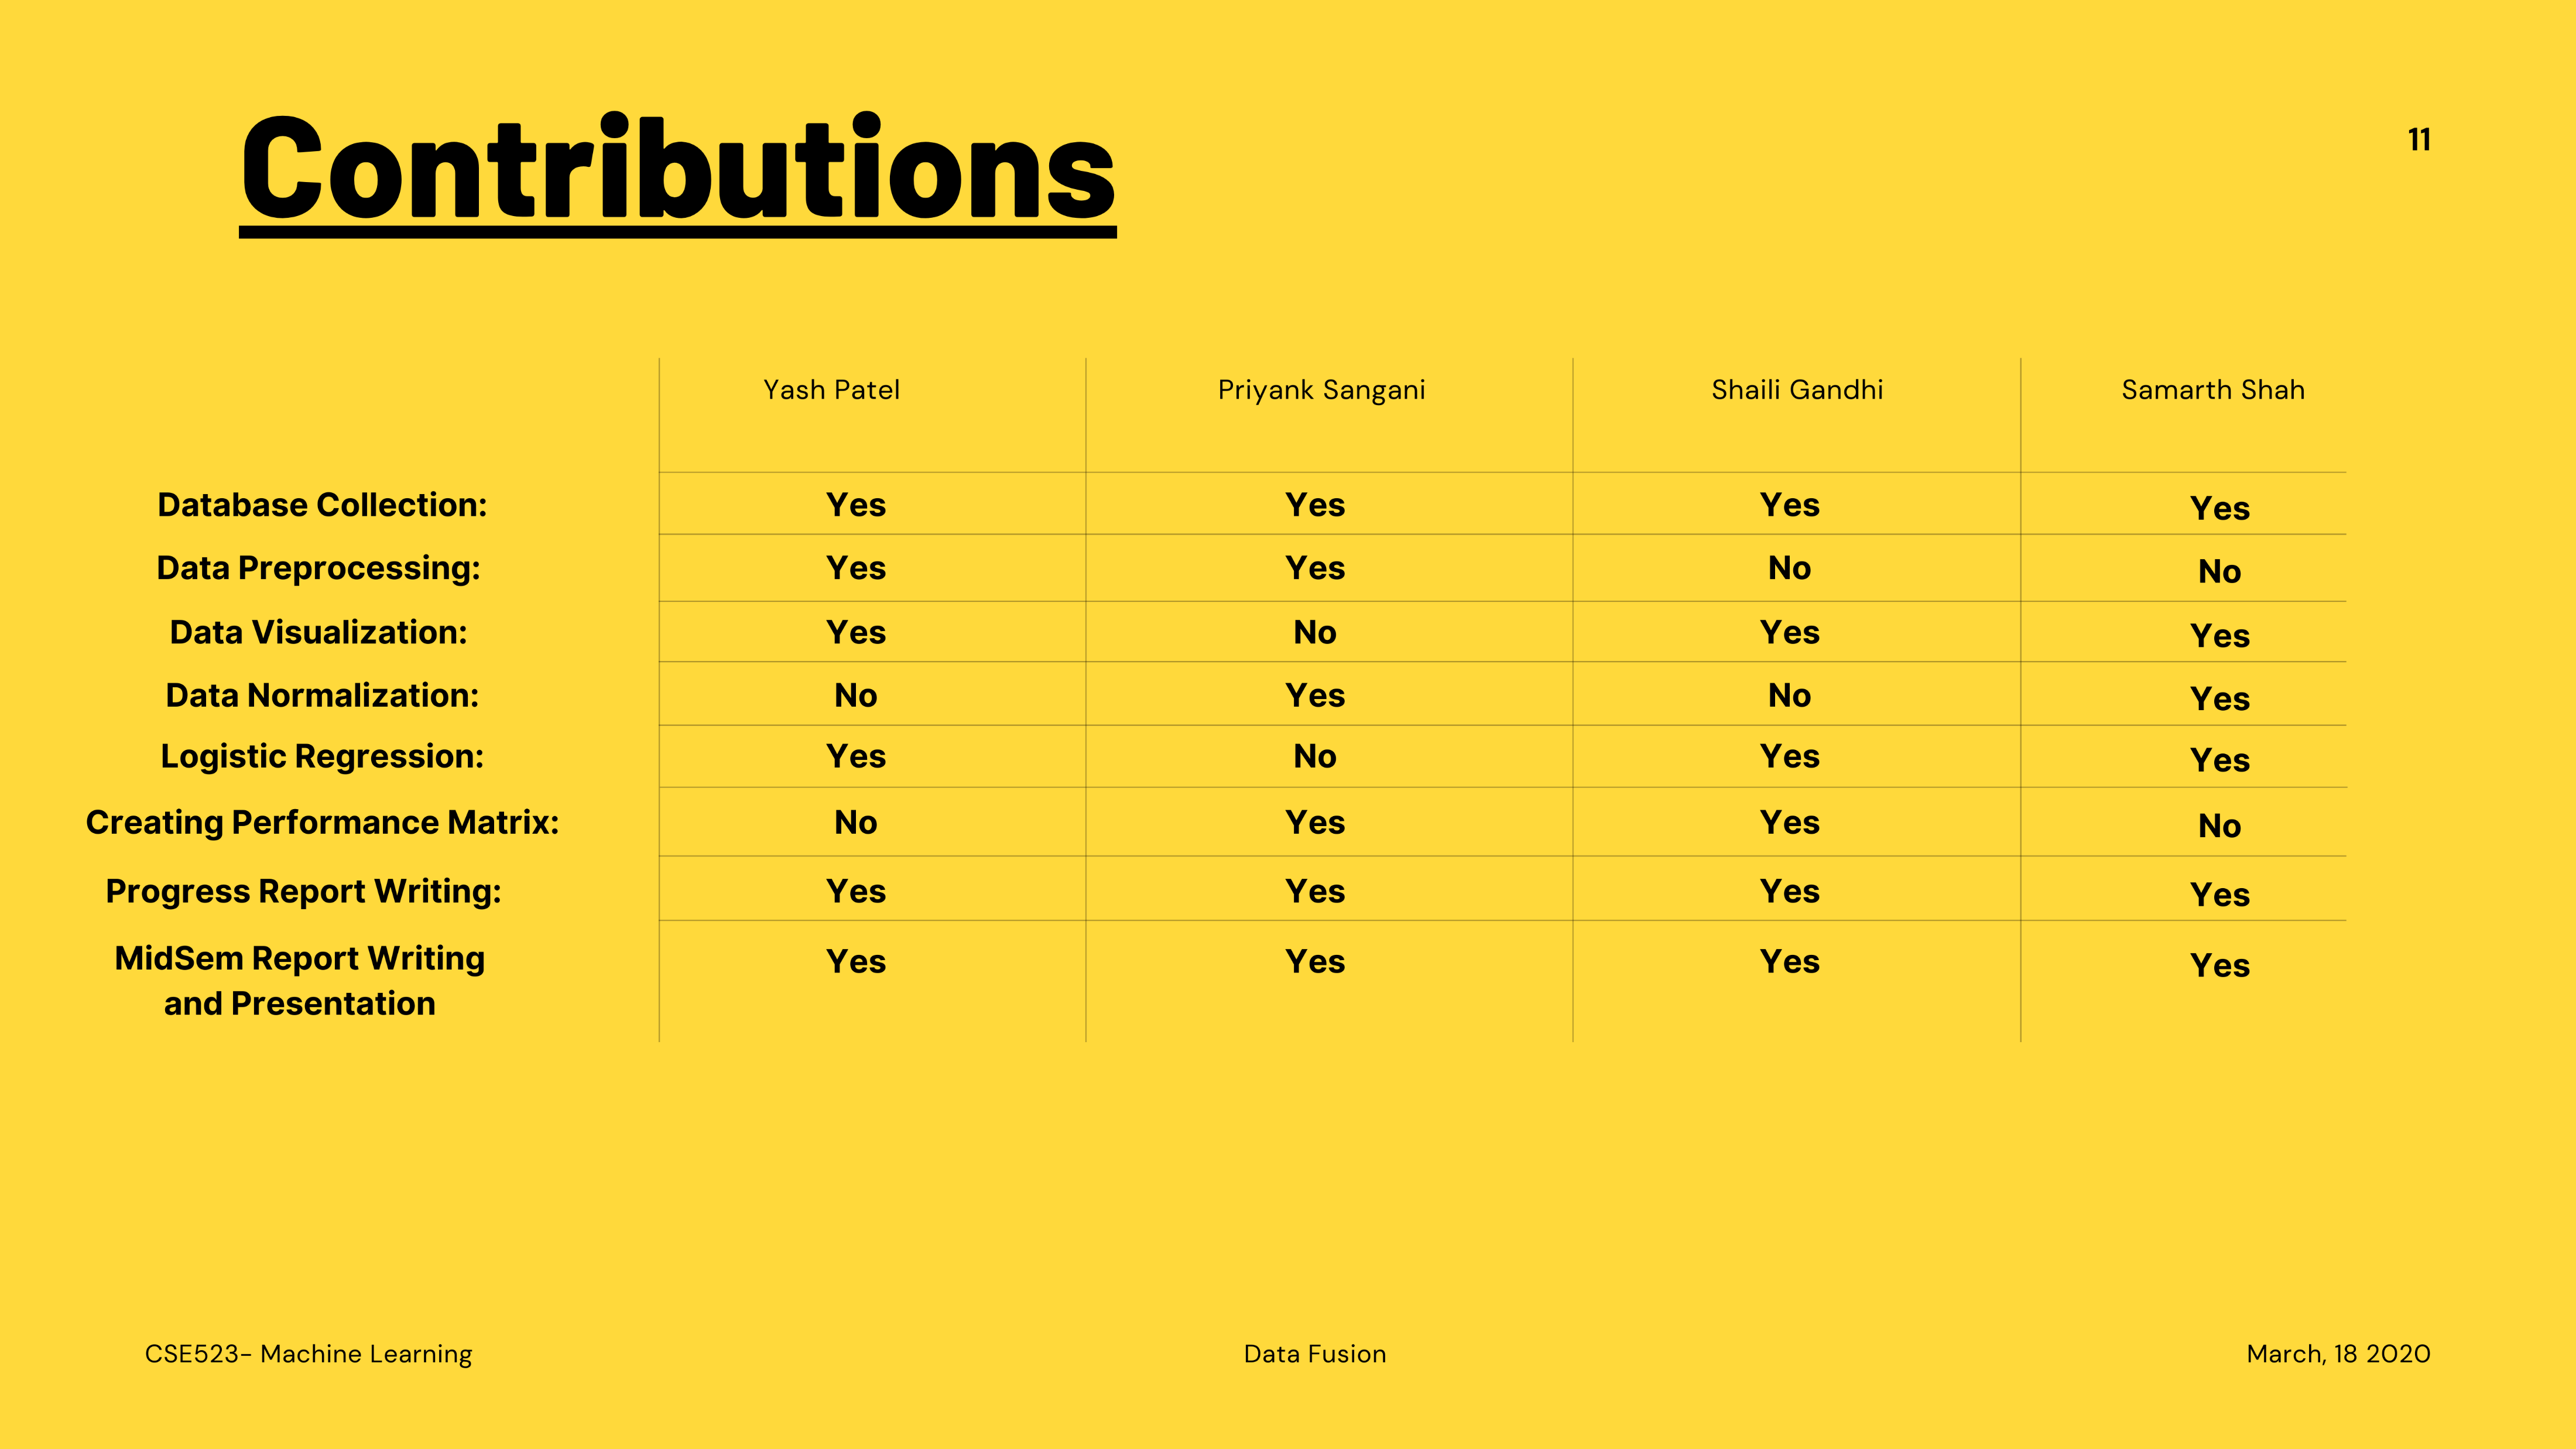 Contributions
11
Yash Patel Priyank Sangani Shaili Gandhi Samarth Shah
Database Collection: Yes Yes Yes Yes
Data Preprocessing: Yes Yes No No
Data Visualization: Yes No Yes Yes
Data Normalization: No Yes No Yes
Logistic Regression: Yes No Yes Yes
Creating Performance Matrix: No Yes Yes No
Progress Report Writing: Yes Yes Yes Yes
MidSem Report Writing Yes Yes Yes Yes
and Presentation
CSE523- Machine Learning Data Fusion March, 18 2020